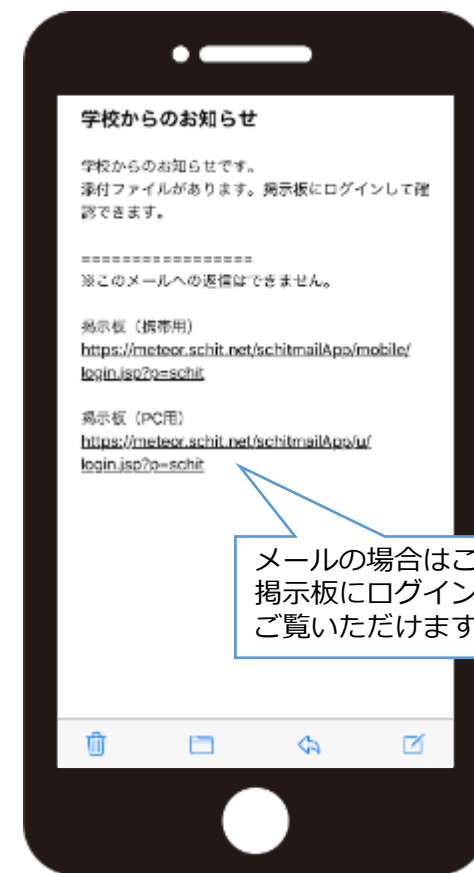 学校からのお知らせ
学校からのお知らせです。
添付ファイルがあります。掲示板にログインして確
認できます。
=================
※このメールへの返信はできません。
掲示板（携帯用）
https://meteor.schit.net/schitmailApp/mobile/
login.jsp?p=schit
掲示板（PC用）
https://meteor.schit.net/schitmailApp/u/
login.jsp?p=schit
メールの場合はこ
掲示板にログイン
ご覧いただけます